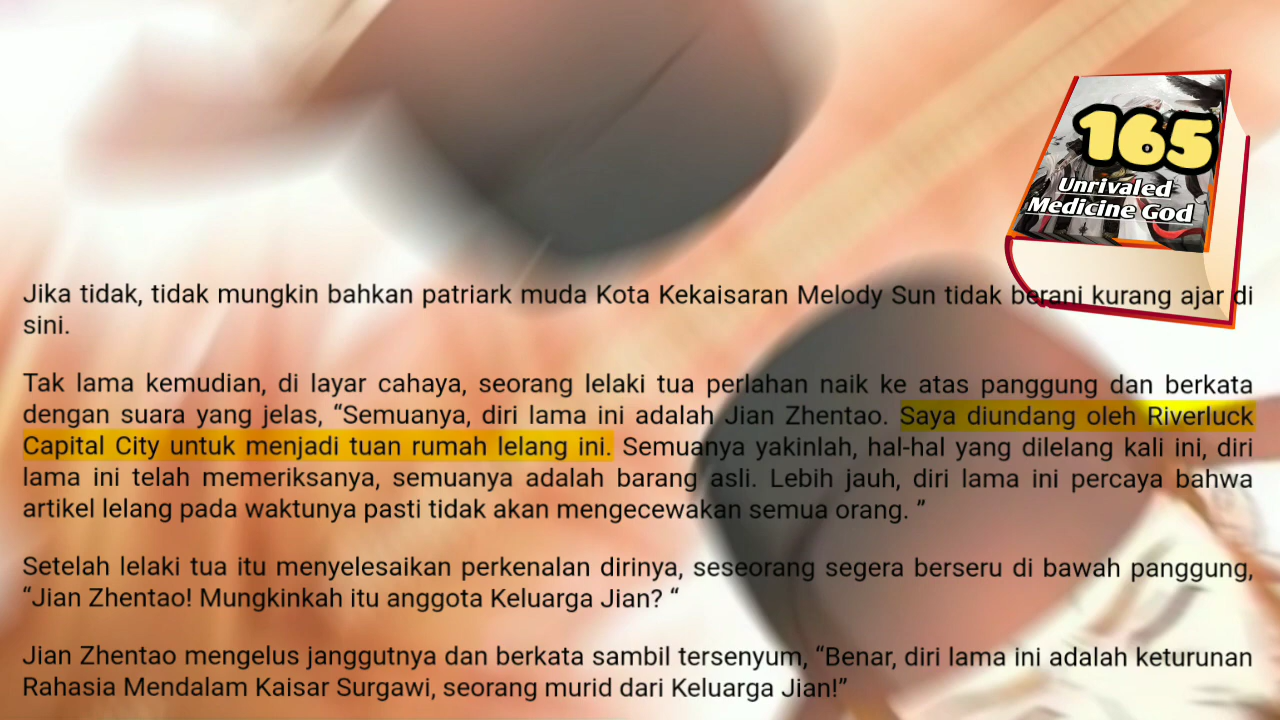 165
Unrivaled
Medicine God
Jika tidak, tidak mungkin bahkan patriark muda Kota Kekaisaran Melody Sun tidak berani kurang ajar di
sini.
Tak lama kemudian, di layar cahaya, seorang lelaki tua perlahan naik ke atas panggung dan berkata
dengan suara yang jelas, “Semuanya, diri lama ini adalah Jian Zhentao. Saya diundang oleh Riverluck
Capital City untuk menjadi tuan rumah lelang ini. Semuanya yakinlah, hal-hal yang dilelang kali ini, diri
lama ini telah memeriksanya, semuanya adalah barang asli. Lebih jauh, diri lama ini percaya bahwa
artikel lelang pada waktunya pasti tidak akan mengecewakan semua orang. ”
Setelah lelaki tua itu menyelesaikan perkenalan dirinya, seseorang segera berseru di bawah panggung,
“Jian Zhentao! Mungkinkah itu anggota Keluarga Jian? “
Jian Zhentao mengelus janggutnya dan berkata sambil tersenyum, “Benar, diri lama ini adalah keturunan
Rahasia Mendalam Kaisar Surgawi, seorang murid dari Keluarga Jian!”